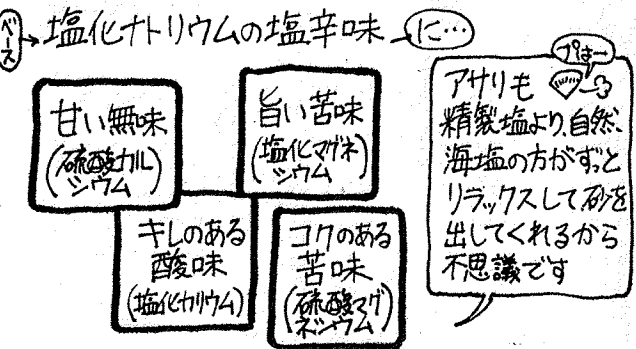 ベース
塩化ナトリウムの塩辛味
に…
甘い無味
(硫酸カル
シウム)
旨い苦味
(塩化マグネ
シウム)
キレのある
酸味
(塩化カリウム)
コクのある
苦味
(硫酸マグ
ネシウム)
プはー
アサリも
精製塩より、自然
海塩の方がずっと
リラックスして砂を
出してくれるから
不思議です